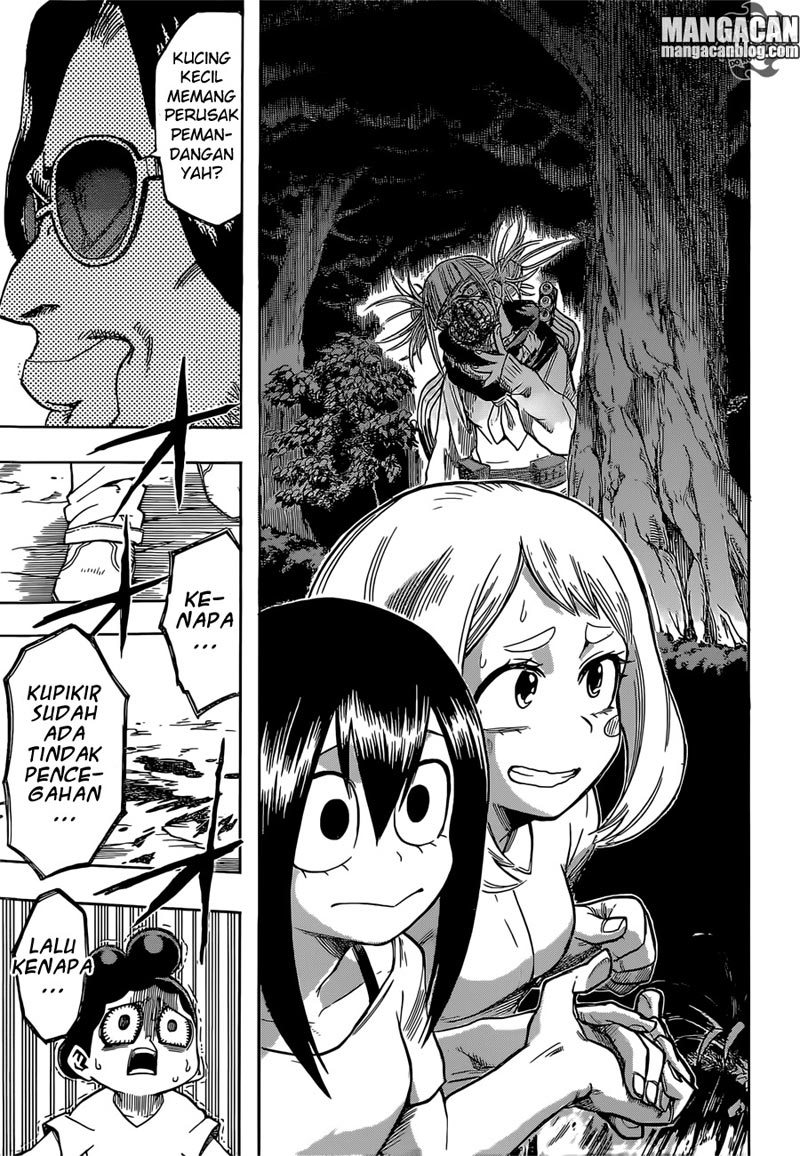 MANGACAN
mangacanblog.com
KUCING
KECIL
MEMANG
PERUSAK
PEMAN-
DANGAN
YAH?
KE-
NAPA
...
KUPIKIR
SUDAH
ADA
TINDAK
PENCE-
GAHAN
...
LALU
KENAPA
...